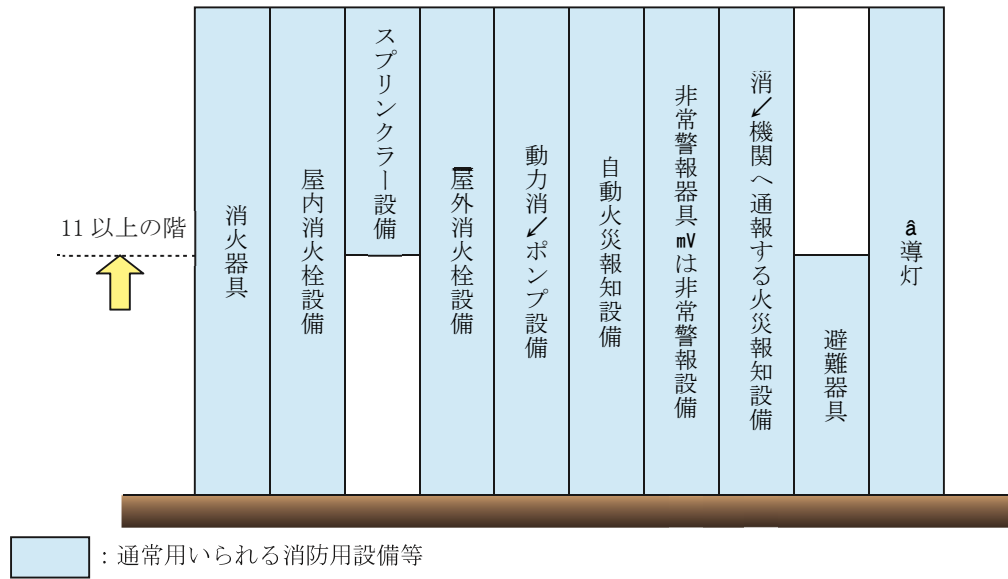 11 以上の階
消火器具
屋内消火栓設備
スプリンクラー設備
屋外消火栓設備
動力消↙ポンプ設備
自動火災報知設備
非常警報器具㎷は非常警報設備
消↙機関へ通報する火災報知設備
避難器具
â導灯
：通常用いられる消防用設備等